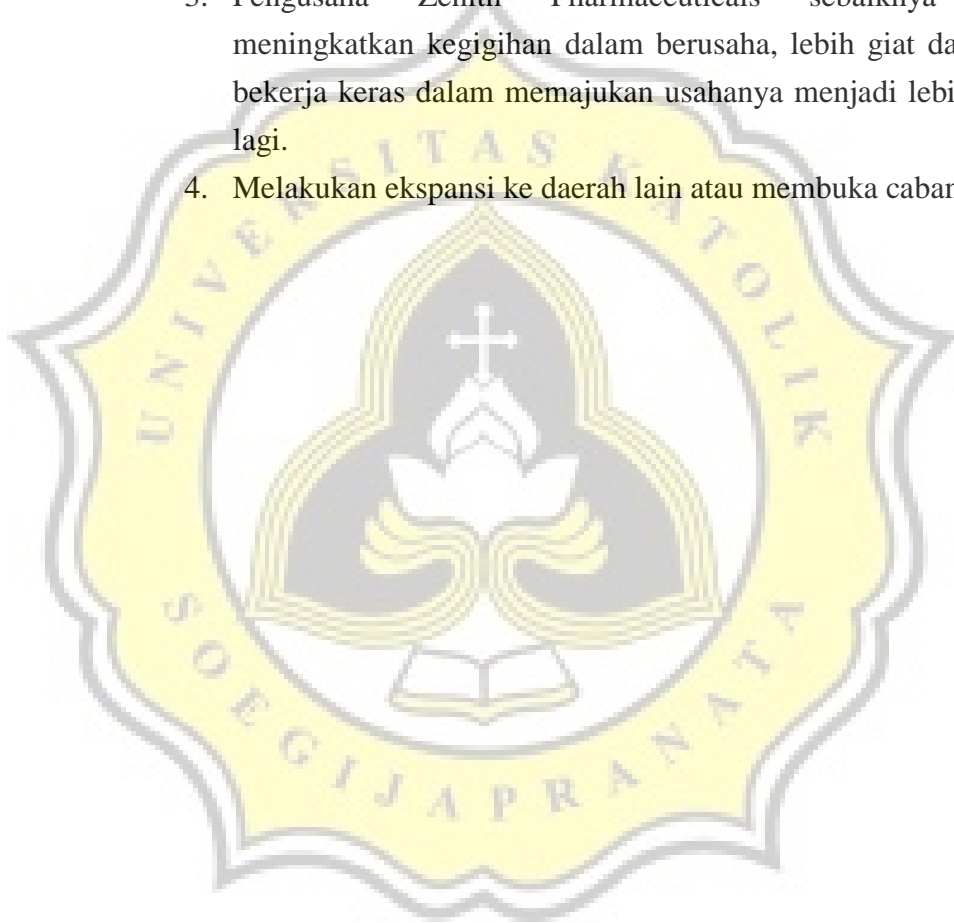 3. Pengusaha Zenith Pharmaceuticals sebaiknya
meningkatkan kegigihan dalam berusaha, lebih giat da
bekerja keras dalam memajukan usahanya menjadi lebi
lagi.
4. Melakukan ekspansi ke daerah lain atau membuka caban
UNIVERSITAS KATOLIK
SOEGIJAPRANATA